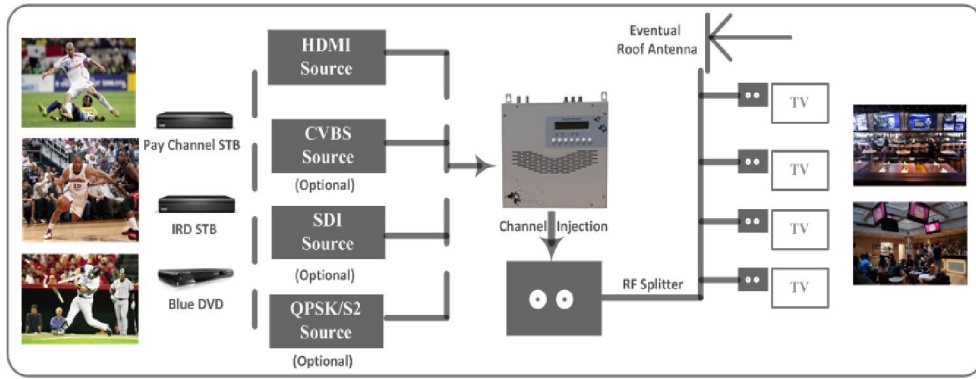 Pay Channel STB
IRD STB
Blue DVD
HDMI
Source
CVBS
Source
(Optional)
SDI
Source
(Optional)
QPSK/S2
Source
(Optional)
Channel Injection
RF Splitter
Eventual
Roof Antenna
TV
TV
TV
TV